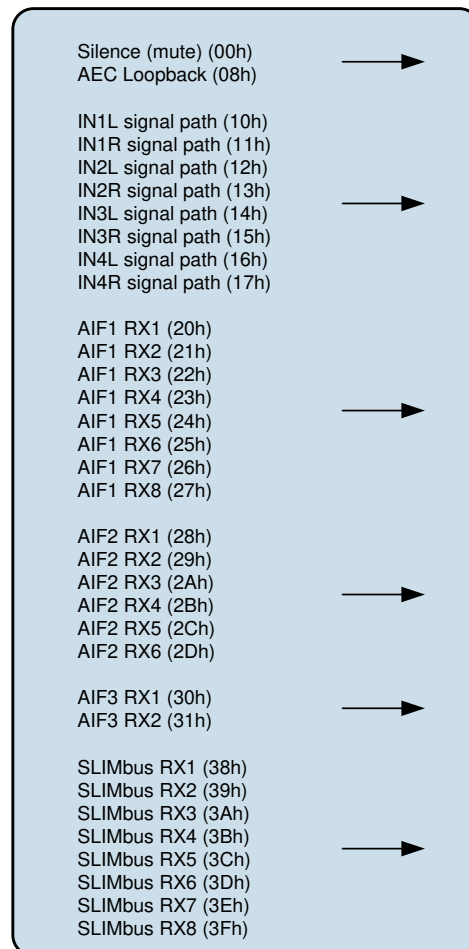 Silence (mute) (00h)
AEC Loopback (08h)
IN1L signal path (10h)
IN1R signal path (11h)
IN2L signal path (12h)
IN2R signal path (13h)
IN3L signal path (14h)
IN3R signal path (15h)
IN4L signal path (16h)
IN4R signal path (17h)
AIF1 RX1 (20h)
AIF1 RX2 (21h)
AIF1 RX3 (22h)
AIF1 RX4 (23h)
AIF1 RX5 (24h)
AIF1 RX6 (25h)
AIF1 RX7 (26h)
AIF1 RX8 (27h)
AIF2 RX1 (28h)
AIF2 RX2 (29h)
AIF2 RX3 (2Ah)
AIF2 RX4 (2Bh)
AIF2 RX5 (2Ch)
AIF2 RX6 (2Dh)
AIF3 RX1 (30h)
AIF3 RX2 (31h)
SLIMbus RX1 (38h)
SLIMbus RX2 (39h)
SLIMbus RX3 (3Ah)
SLIMbus RX4 (3Bh)
SLIMbus RX5 (3Ch)
SLIMbus RX6 (3Dh)
SLIMbus RX7 (3Eh)
SLIMbus RX8 (3Fh)